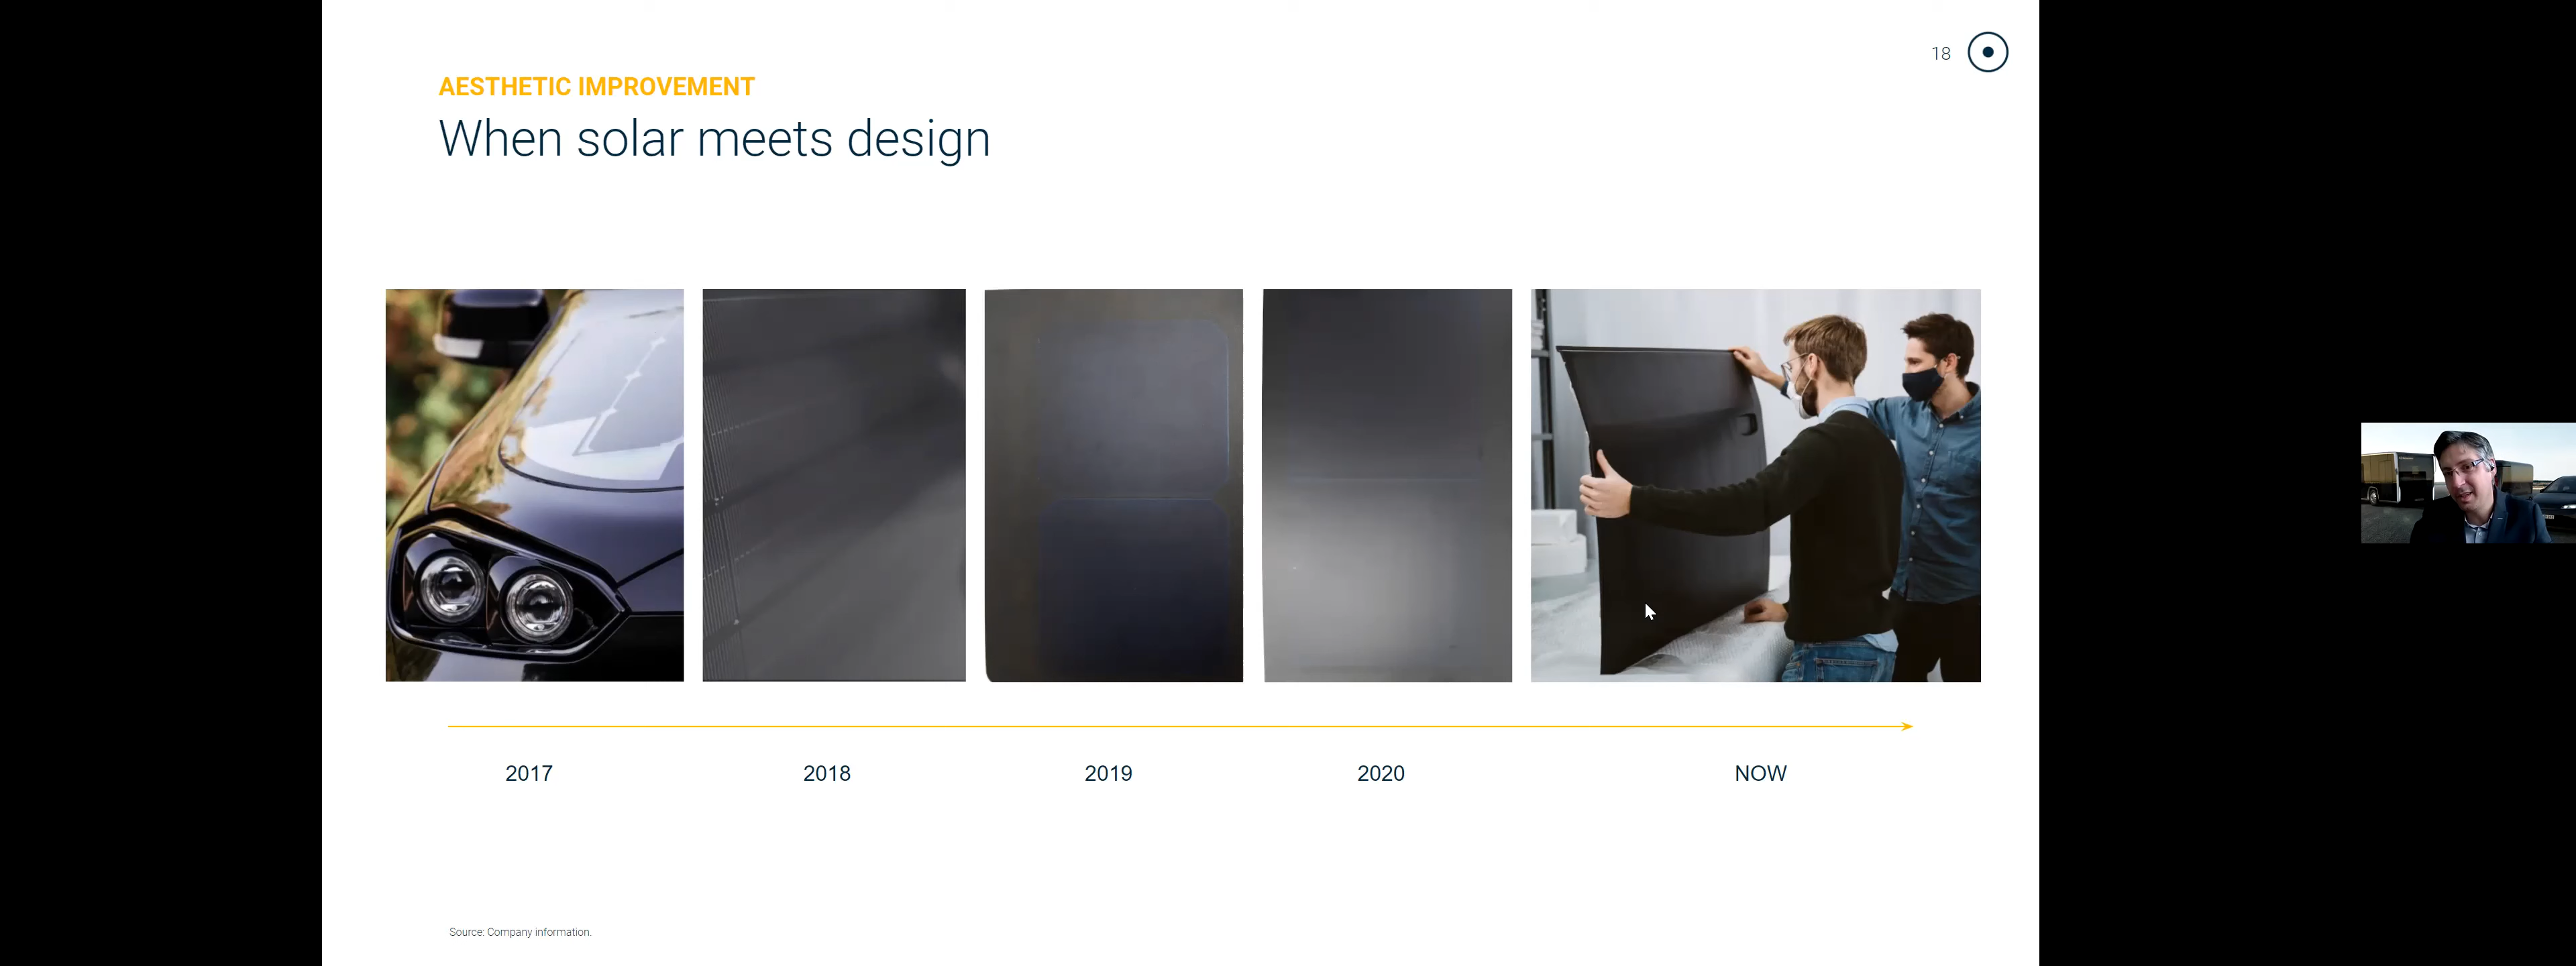 18
AESTHETIC IMPROVEMENT
When solar meets design
2017
2018
2019
2020
NOW
Source: Company information.